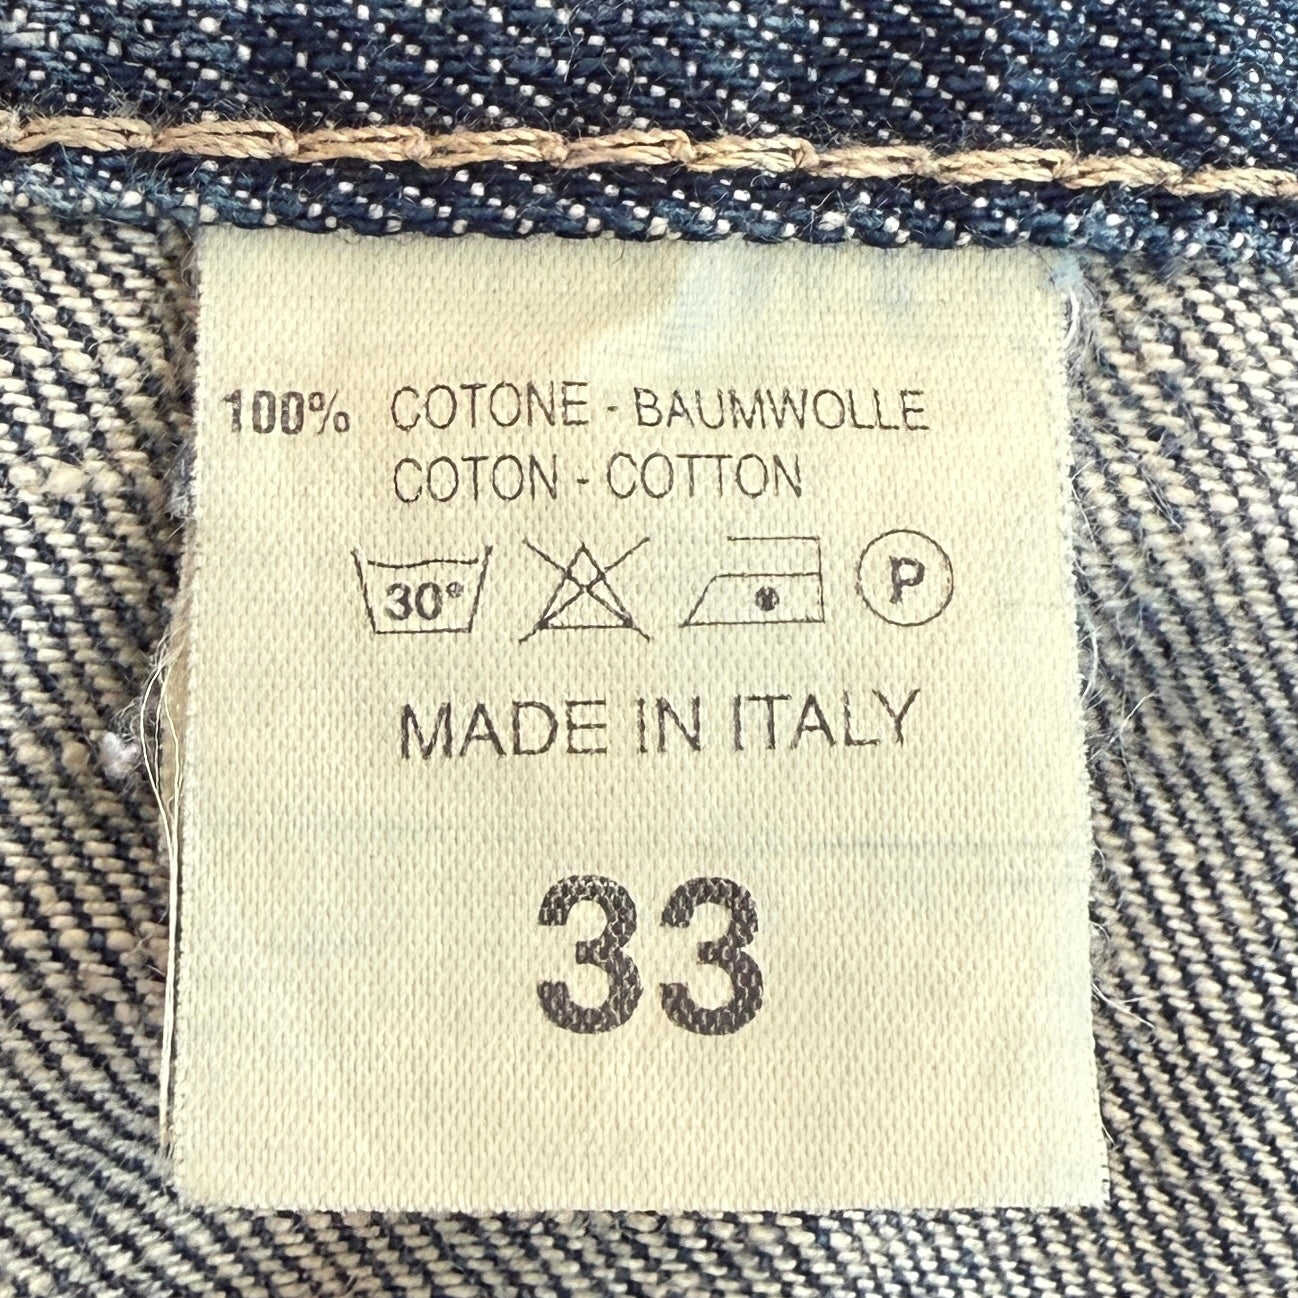 100% COTONE - BAUMWOLLE
COTON - COTTON
30° P
MADE IN ITALY
33